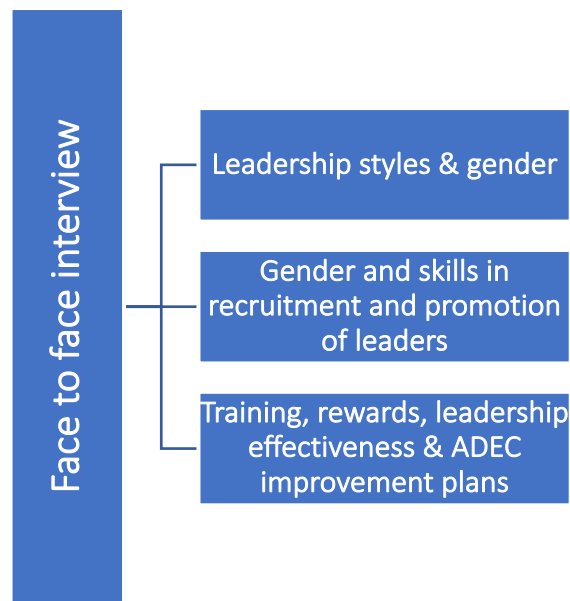 Face to face interview
Leadership styles & gender
Gender and skills in
recruitment and promotion
of leaders
Training, rewards, leadership
effectiveness & ADEC
improvement plans